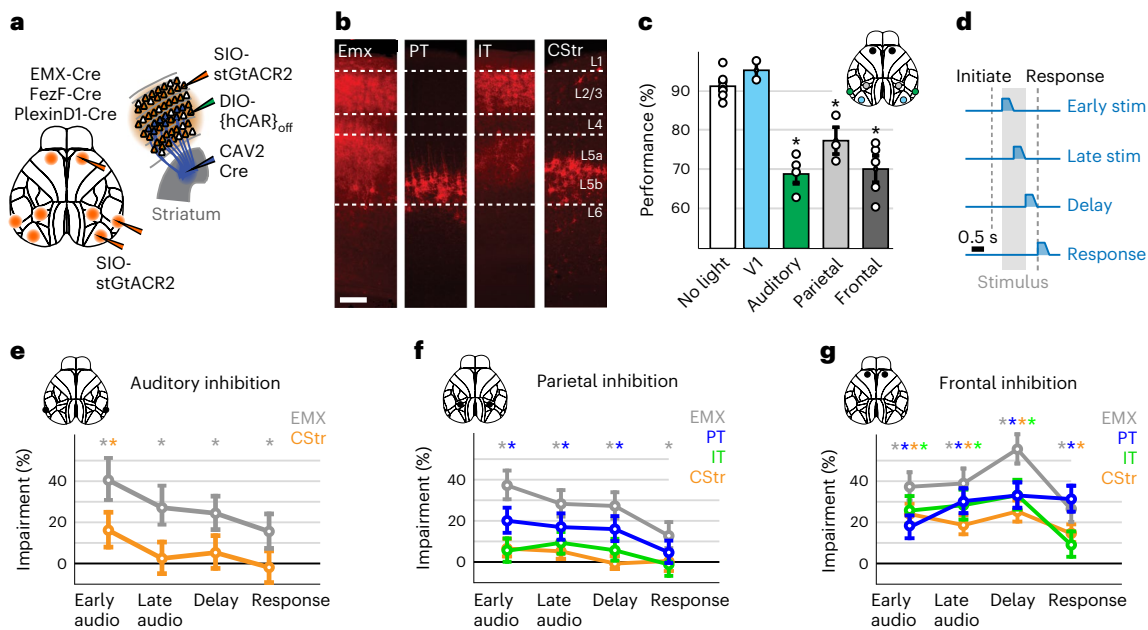 a
EMX-Cre
FezF-Cre
PlexinD1-Cre
SIO-
stGtACR2
DIO-
{hCAR}off
CAV2
Cre
Striatum
SIO-
stGtACR2
b
Emx
PT
IT
CStr
L1
L2/3
L4
L5a
L5b
L6
c
Performance (%)
90
80
70
60
*
*
*
No light
V1
Auditory
Parietal
Frontal
d
Initiate
Response
Early stim
Late stim
Delay
Response
0.5 s
Stimulus
e
Auditory inhibition
EMX
CStr
** * * *
Impairment (%)
40
20
0
Early
audio
Late
audio
Delay
Response
f
Parietal inhibition
EMX
PT
IT
CStr
** ** ** *
Impairment (%)
40
20
0
Early
audio
Late
audio
Delay
Response
g
Frontal inhibition
EMX
PT
IT
CStr
****
**** **** ***
Impairment (%)
40
20
0
Early
audio
Late
audio
Delay
Response